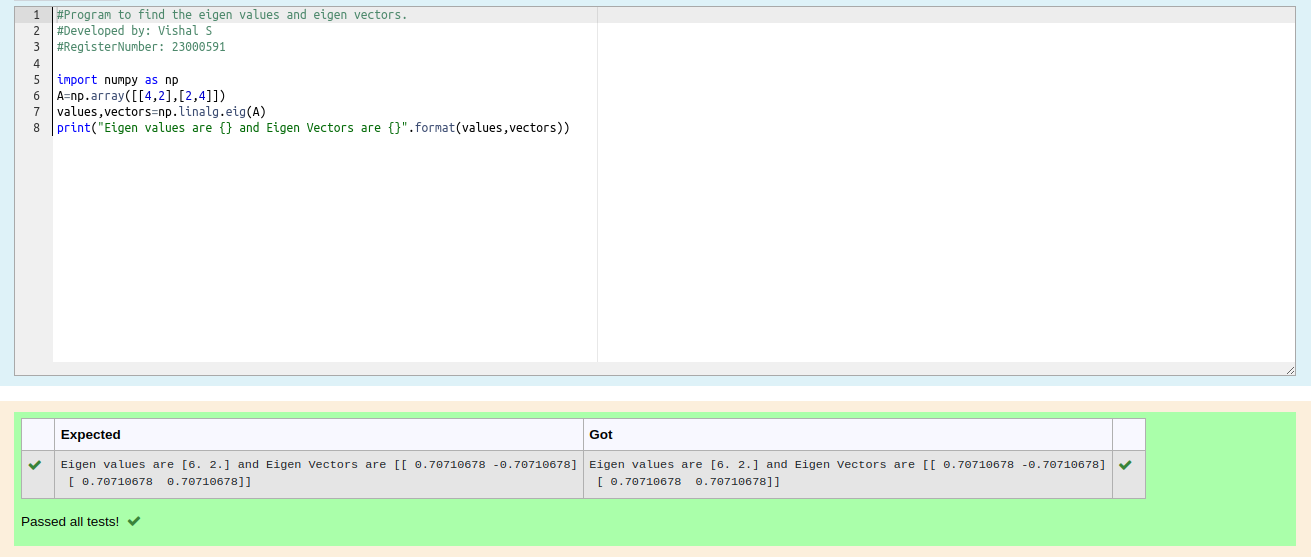 1 #Program to find the eigen values and eigen vectors.
2 #Developed by: Vishal S
3 #RegisterNumber: 23000591
4
5 import numpy as np
6 A=np.array([[4,2],[2,4]])
7 values,vectors=np.linalg.eig(A)
8 print("Eigen values are {} and Eigen Vectors are {}".format(values,vectors))
Expected Got
Eigen values are [6. 2.] and Eigen Vectors are [[ 0.70710678 -0.70710678] Eigen values are [6. 2.] and Eigen Vectors are [[ 0.70710678 -0.70710678]
[ 0.70710678  0.70710678]] [ 0.70710678  0.70710678]]
Passed all tests!